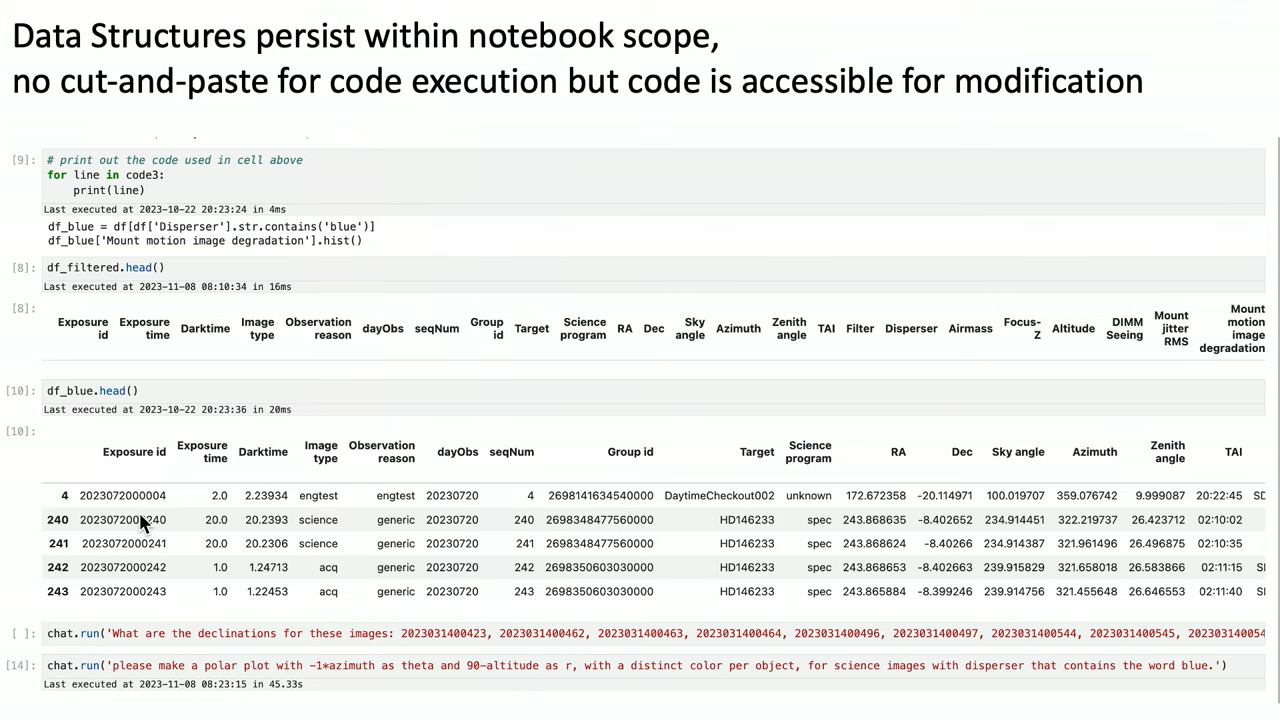 Data Structures persist within notebook scope,
no cut-and-paste for code execution but code is accessible for modification
[9]: # print out the code used in cell above
for line in code3:
print(line)
Last executed at 2023-10-22 20:23:24 in 4ms
df_blue = df[df['Disperser'].str.contains('blue')]
df_blue['Mount motion image degradation'].hist()
[8]: df_filtered.head()
Last executed at 2023-11-08 08:10:34 in 16ms
[8]:
Exposure id Exposure time Darktime Image type Observation reason dayObs seqNum Group id Target Science program RA Dec Sky angle Azimuth Zenith angle TAI Filter Disperser Airmass Focus-Z Altitude DIMM Seeing Mount jitter RMS Mount motion image degradation
[10]: df_blue.head()
Last executed at 2023-10-22 20:23:36 in 20ms
[10]:
Exposure id Exposure time Darktime Image type Observation reason dayObs seqNum Group id Target Science program RA Dec Sky angle Azimuth Zenith angle TAI
4 2023072000004 2.0 2.23934 engtest engtest 20230720 4 2698141634540000 DaytimeCheckout002 unknown 172.672358 -20.114971 100.019707 359.076742 9.999087 20:22:45
240 2023072000240 20.0 20.2393 science generic 20230720 240 2698348477560000 HD146233 spec 243.868635 -8.402652 234.914451 322.219737 26.423712 02:10:02
241 2023072000241 20.0 20.2306 science generic 20230720 241 2698348477560000 HD146233 spec 243.868624 -8.40266 234.914387 321.961496 26.496875 02:10:35
242 2023072000242 1.0 1.24713 acq generic 20230720 242 2698350603030000 HD146233 spec 243.868653 -8.402663 239.915829 321.658018 26.583866 02:11:15
243 2023072000243 1.0 1.22453 acq generic 20230720 243 2698350603030000 HD146233 spec 243.865884 -8.399246 239.914756 321.455648 26.646553 02:11:40
[ ]: chat.run('What are the declinations for these images: 2023031400423, 2023031400462, 2023031400463, 2023031400464, 2023031400496, 2023031400497, 2023031400544, 2023031400545, 202303140054
[14]: chat.run('please make a polar plot with -1*azimuth as theta and 90-altitude as r, with a distinct color per object, for science images with disperser that contains the word blue.')
Last executed at 2023-11-08 08:23:15 in 45.33s